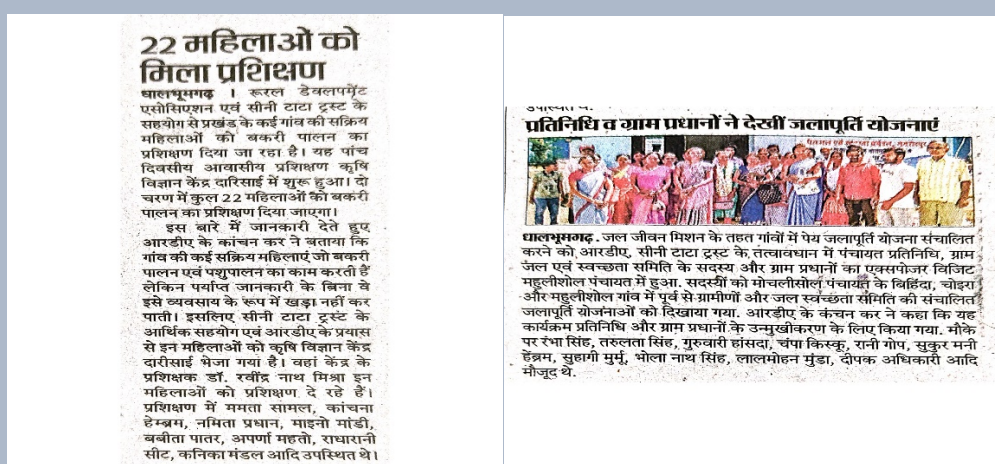 22 महिलाओं को
मिला प्रशिक्षण
धालभूमगढ़ । रूरल डेवलपमेंट
एसोसिएशन एवं सीनी टाटा ट्रस्ट के
सहयोग से प्रखंड के कई गांव की सक्रिय
महिलाओं को बकरी पालन का
प्रशिक्षण दिया जा रहा है। यह पांच
दिवसीय आवासीय प्रशिक्षण कृषि
विज्ञान केंद्र दारिसाई में शुरू हुआ। दो
चरण में कुल 22 महिलाओं को बकरी
पालन का प्रशिक्षण दिया जाएगा।
इस बारे में जानकारी देते हुए
आरडीए के कांचन कर ने बताया कि
गांव की कई सक्रिय महिलाएं जो बकरी
पालन एवं पशुपालन का काम करती हैं
लेकिन पर्याप्त जानकारी के बिना वे
इसे व्यवसाय के रूप में खड़ा नहीं कर
पाती। इसलिए सीनी टाटा ट्रस्ट के
आर्थिक सहयोग एवं आरडीए के प्रयास
से इन महिलाओं को कृषि विज्ञान केंद्र
दारीसाई भेजा गया है। वहां केंद्र के
प्रशिक्षक डॉ. रवींद्र नाथ मिश्रा इन
महिलाओं को प्रशिक्षण दे रहे हैं।
प्रशिक्षण में ममता सामल, कांचना
हेम्ब्रम, नमिता प्रधान, माइनो मांडी,
बबीता पातर, अपर्णा महतो, राधारानी
सीट, कनिका मंडल आदि उपस्थित थे।
प्रतिनिधि व ग्राम प्रधानों ने देखीं जलापूर्ति योजनाएं
धालभूमगढ़. जल जीवन मिशन के तहत गांवों में पेय जलापूर्ति योजना संचालित
करने को आरडीए, सीनी टाटा ट्रस्ट के तत्वावधान में पंचायत प्रतिनिधि, ग्राम
जल एवं स्वच्छता समिति के सदस्य और ग्राम प्रधानों का एक्सपोजर विजिट
महुलीशोल पंचायत में हुआ. सदस्यों को मोचलीसोल पंचायत के बिहिंदा, चोइरा
और महुलीशोल गांव में पूर्व से ग्रामीणों और जल स्वच्छता समिति की संचालित
जलापूर्ति योजनाओं को दिखाया गया. आरडीए के कंचन कर ने कहा कि यह
कार्यक्रम प्रतिनिधि और ग्राम प्रधानों के उन्मुखीकरण के लिए किया गया. मौके
पर रंभा सिंह, तरुलता सिंह, गुरुवारी हांसदा, चंपा किस्कू, रानी गोप, सुकुर मनी
हेंब्रम, सुहागी मुर्मू, भोला नाथ सिंह, लालमोहन मुंडा, दीपक अधिकारी आदि
मौजूद थे.